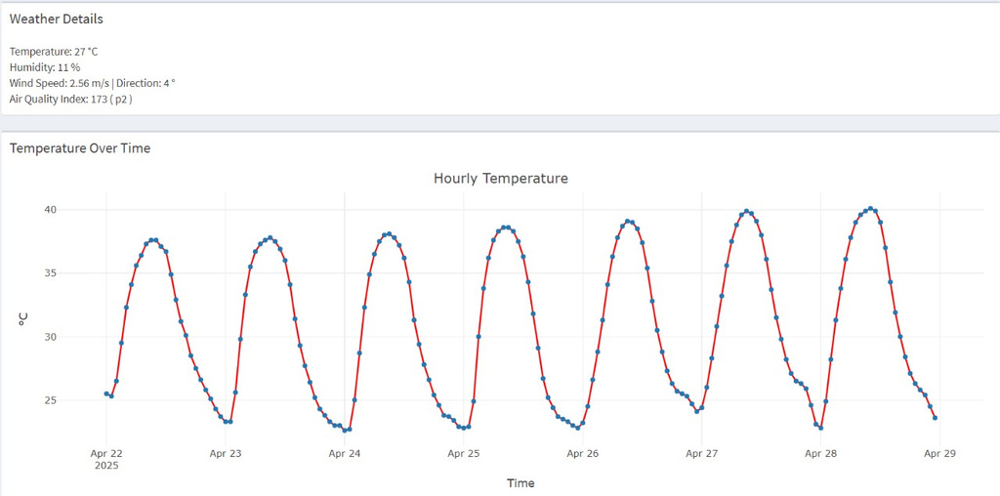 Weather Details
Temperature: 27 °C
Humidity: 11 %
Wind Speed: 2.56 m/s | Direction: 4 °
Air Quality Index: 173 ( p2 )
Temperature Over Time
Hourly Temperature
40
35
30
25
°C
Apr 22 Apr 23 Apr 24 Apr 25 Apr 26 Apr 27 Apr 28 Apr 29
2025
Time